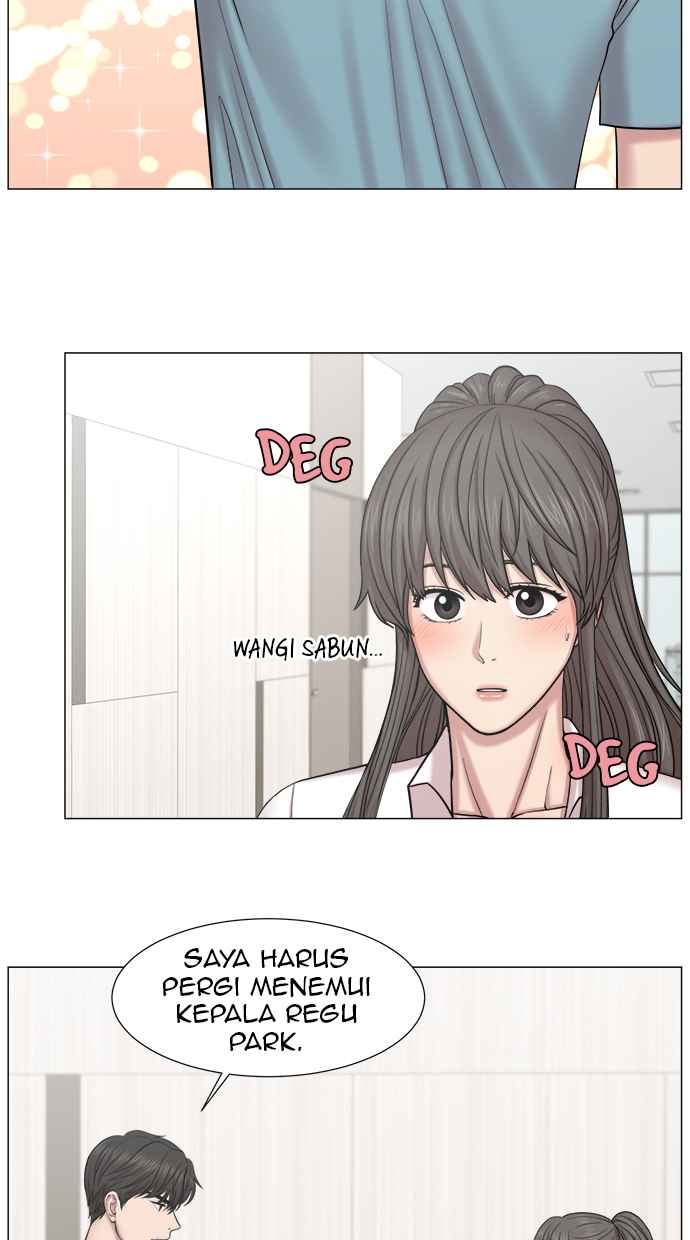 DEG
WANGI SABUN...
DEG
SAYA HARUS
PERGI MENEMUI
KEPALA REGU
PARK.